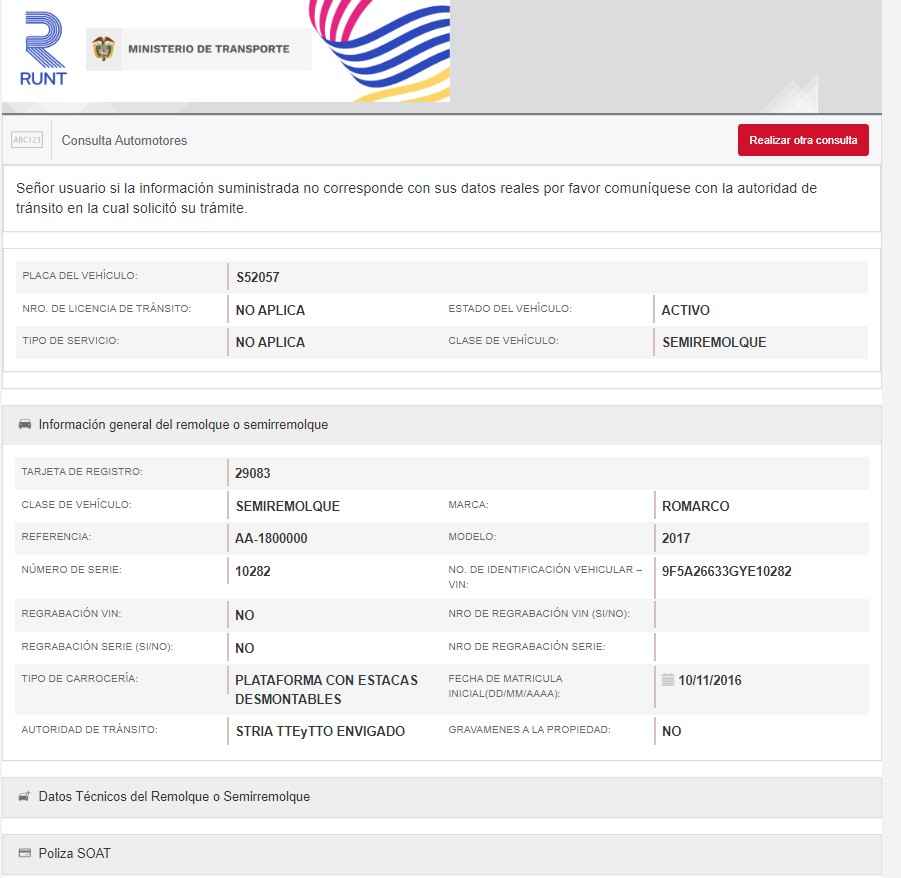 RUNT
MINISTERIO DE TRANSPORTE
ABC123
Consulta Automotores
Realizar otra consulta
Señor usuario si la información suministrada no corresponde con sus datos reales por favor comuníquese con la autoridad de
tránsito en la cual solicitó su trámite.
PLACA DEL VEHÍCULO: S52057
NRO. DE LICENCIA DE TRÁNSITO: NO APLICA ESTADO DEL VEHÍCULO: ACTIVO
TIPO DE SERVICIO: NO APLICA CLASE DE VEHÍCULO: SEMIREMOLQUE
Información general del remolque o semirremolque
TARJETA DE REGISTRO: 29083
CLASE DE VEHÍCULO: SEMIREMOLQUE MARCA: ROMARCO
REFERENCIA: AA-1800000 MODELO: 2017
NÚMERO DE SERIE: 10282 NO. DE IDENTIFICACIÓN VEHICULAR –
VIN: 9F5A26633GYE10282
REGRABACIÓN VIN: NO NRO DE REGRABACIÓN VIN (SI/NO):
REGRABACIÓN SERIE (SI/NO): NO NRO DE REGRABACIÓN SERIE:
TIPO DE CARROCERÍA: PLATAFORMA CON ESTACAS
DESMONTABLES
FECHA DE MATRICULA
INICIAL(DD/MM/AAAA): 10/11/2016
AUTORIDAD DE TRÁNSITO: STRIA TTEyTTO ENVIGADO GRAVAMENES A LA PROPIEDAD: NO
Datos Técnicos del Remolque o Semirremolque
Poliza SOAT